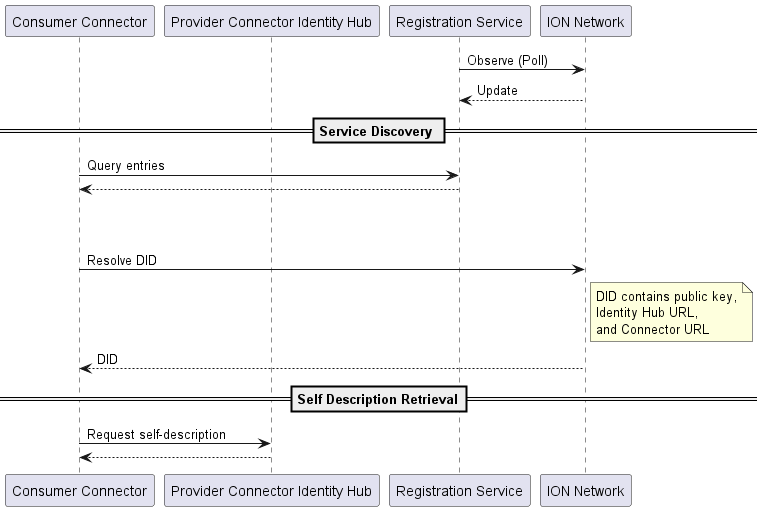 Consumer Connector
Provider Connector Identity Hub
Registration Service
ION Network
Observe (Poll)
Update
Service Discovery
Query entries
Resolve DID
DID contains public key,
Identity Hub URL,
and Connector URL
DID
Self Description Retrieval
Request self-description
Consumer Connector
Provider Connector Identity Hub
Registration Service
ION Network